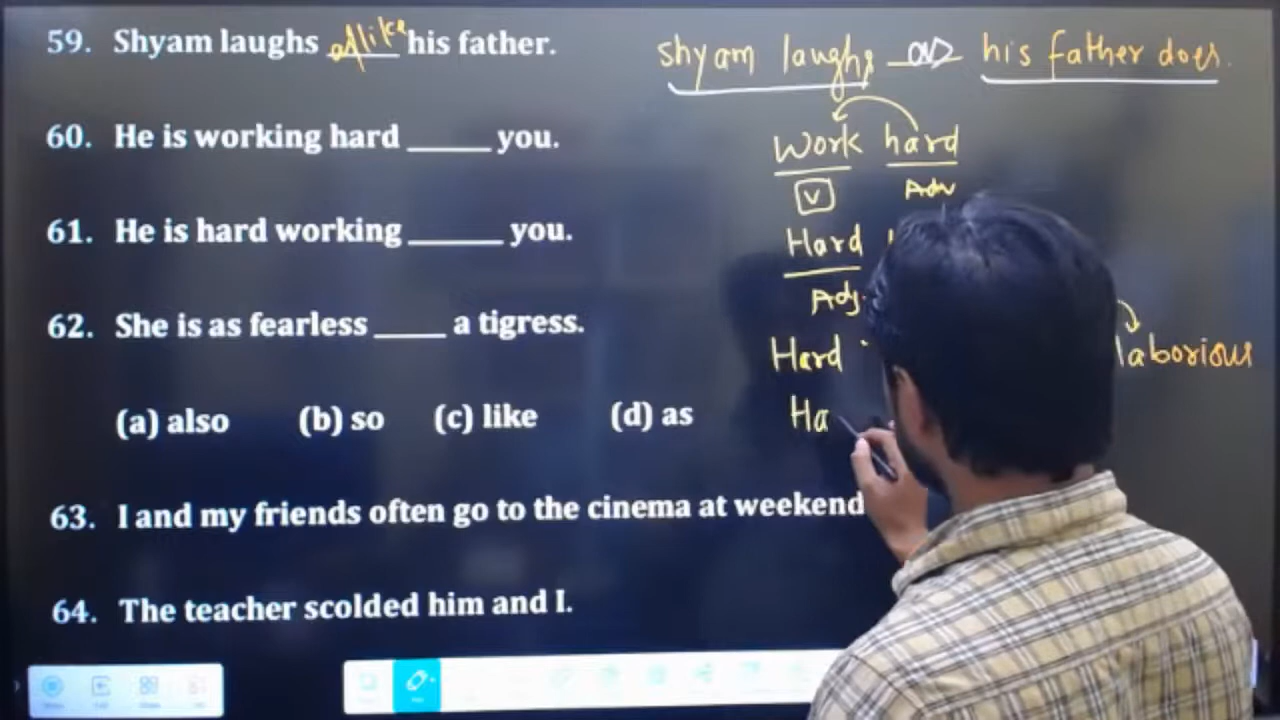 59. Shyam laughs like his father.
shyam laughs as his father does.
60. He is working hard _____ you.
Work hard
V Adv
61. He is hard working _____ you.
Hard
Adj.
62. She is as fearless ____ a tigress.
Hard
laborious
(a) also (b) so (c) like (d) as
Ha
63. I and my friends often go to the cinema at weekend
64. The teacher scolded him and I.